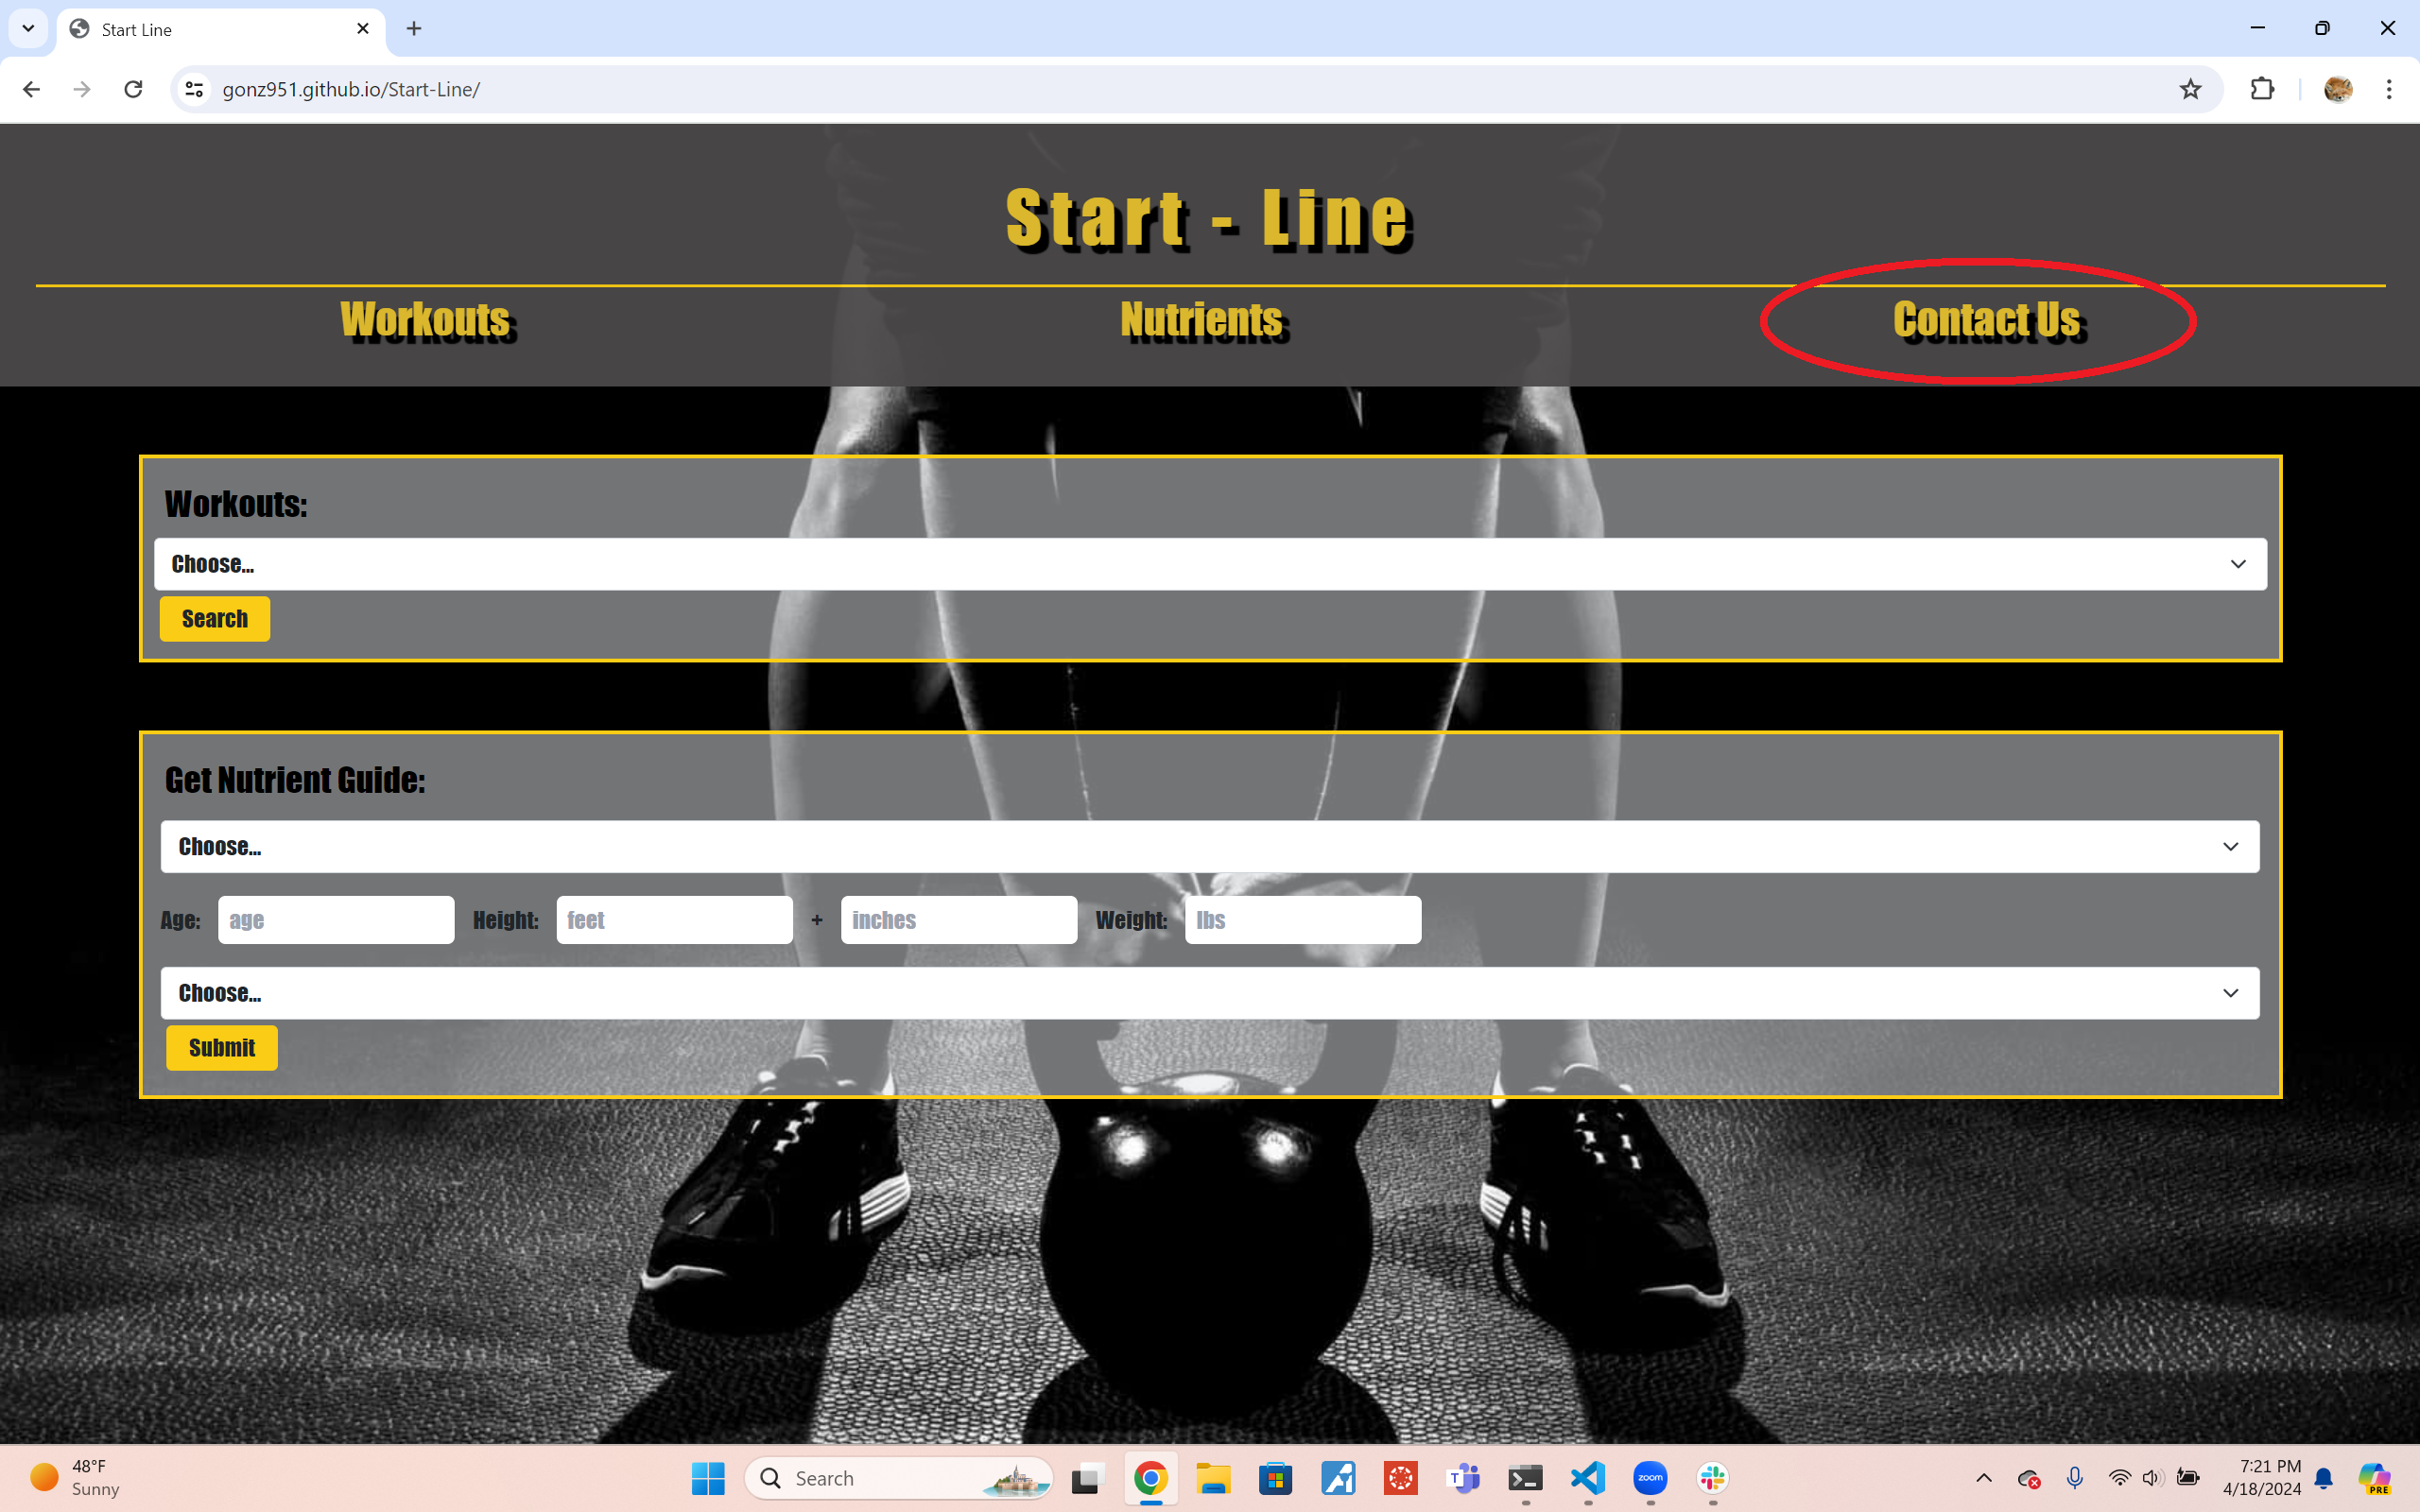 Start Line
gonz951.github.io/Start-Line/
Start - Line
Workouts Nutrients Contact Us
Workouts:
Choose...
Search
Get Nutrient Guide:
Choose...
Age: age Height: feet + inches Weight: lbs
Choose...
Submit
48°F
Sunny
Search
T
zoom
7:21 PM
4/18/2024
PRE